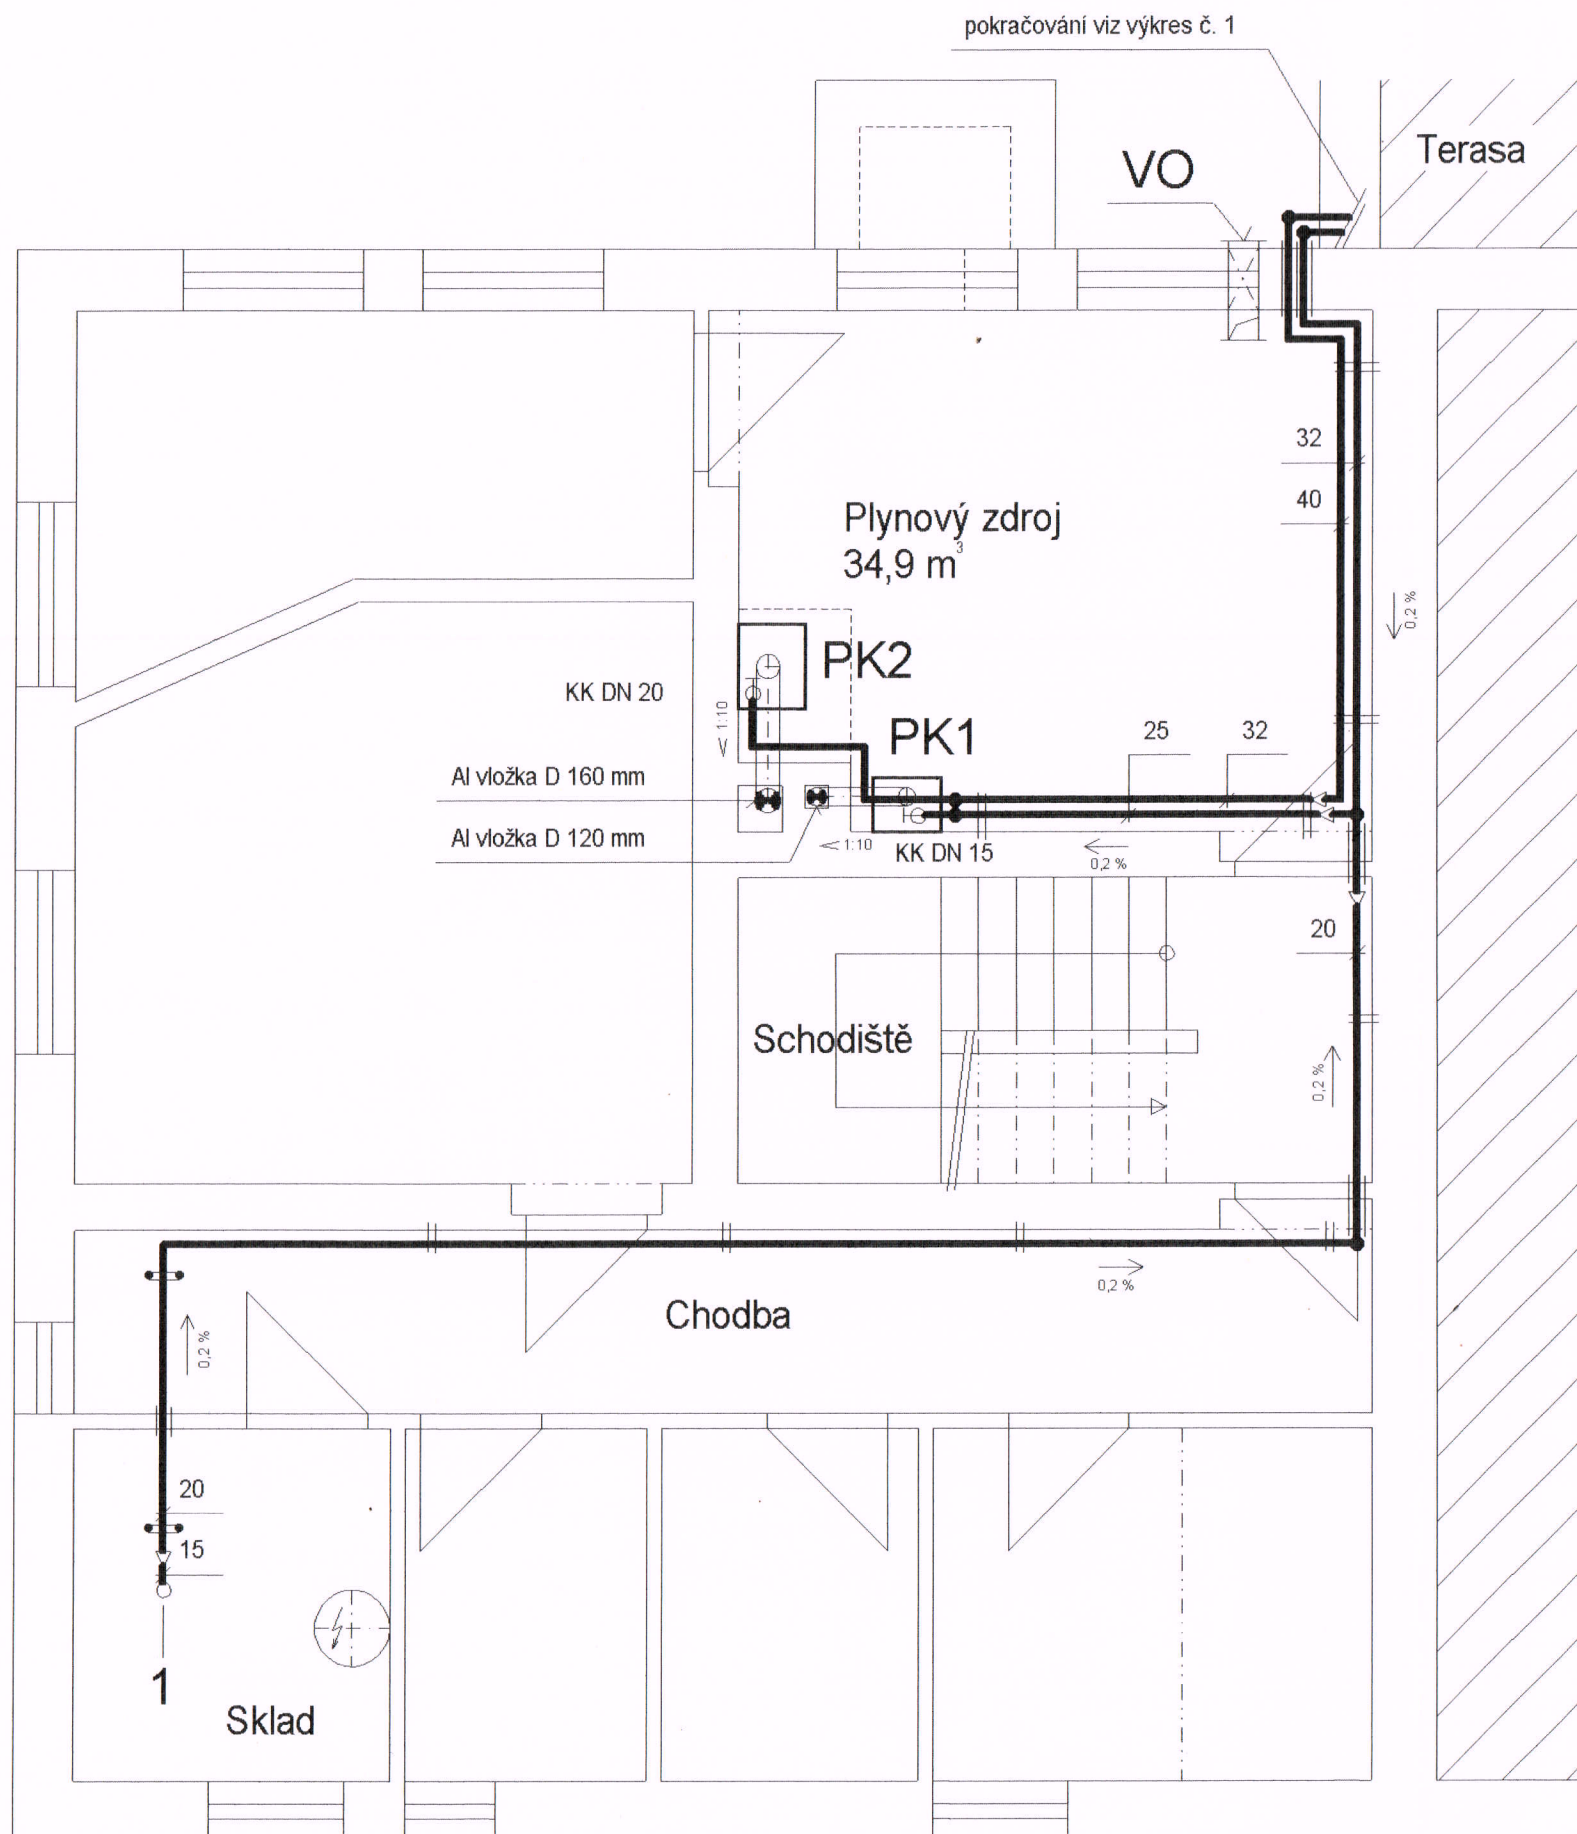 pokračování viz výkres č. 1
Terasa
VO
32
40
Plynový zdroj
34,9 m³
0,2 %
PK2
KK DN 20
1:10
PK1
25
32
Al vložka D 160 mm
Al vložka D 120 mm
1:10
KK DN 15
0,2 %
20
Schodiště
0,2 %
0,2 %
Chodba
0,2 %
20
15
1
Sklad